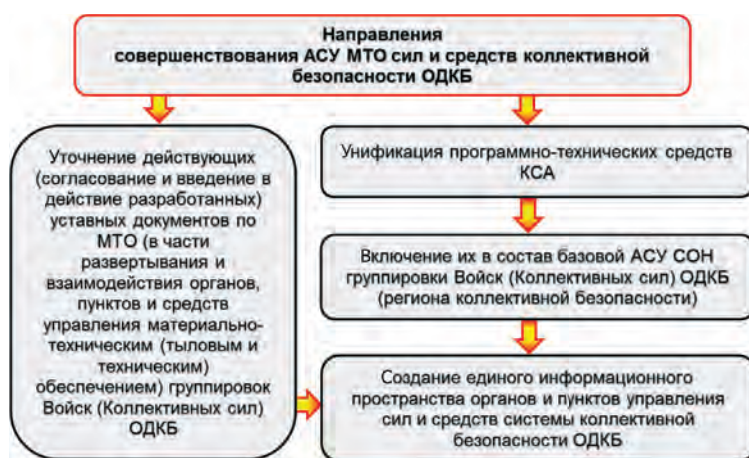 Направления
совершенствования АСУ МТО сил и средств коллективной
безопасности ОДКБ
Уточнение действующих
(согласование и введение в
действие разработанных)
уставных документов по
МТО (в части
развертывания и
взаимодействия органов,
пунктов и средств
управления материально-
техническим (тыловым и
техническим)
обеспечением) группировок
Войск (Коллективных сил)
ОДКБ
Унификация программно-технических средств
КСА
Включение их в состав базовой АСУ СОН
группировки Войск (Коллективных сил) ОДКБ
(региона коллективной безопасности)
Создание единого информационного
пространства органов и пунктов управления
сил и средств системы коллективной
безопасности ОДКБ